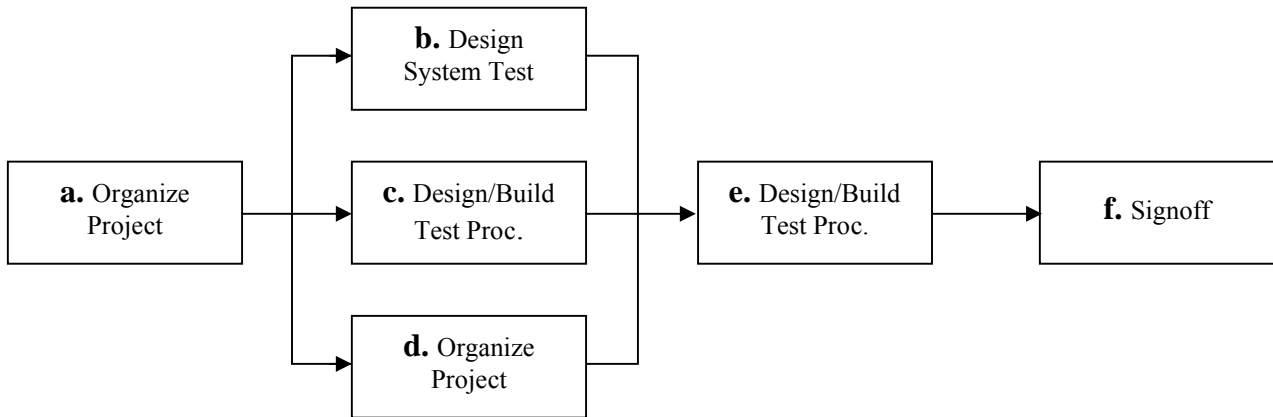 b. Design
System Test
a. Organize
Project
c. Design/Build
Test Proc.
e. Design/Build
Test Proc.
f. Signoff
d. Organize
Project